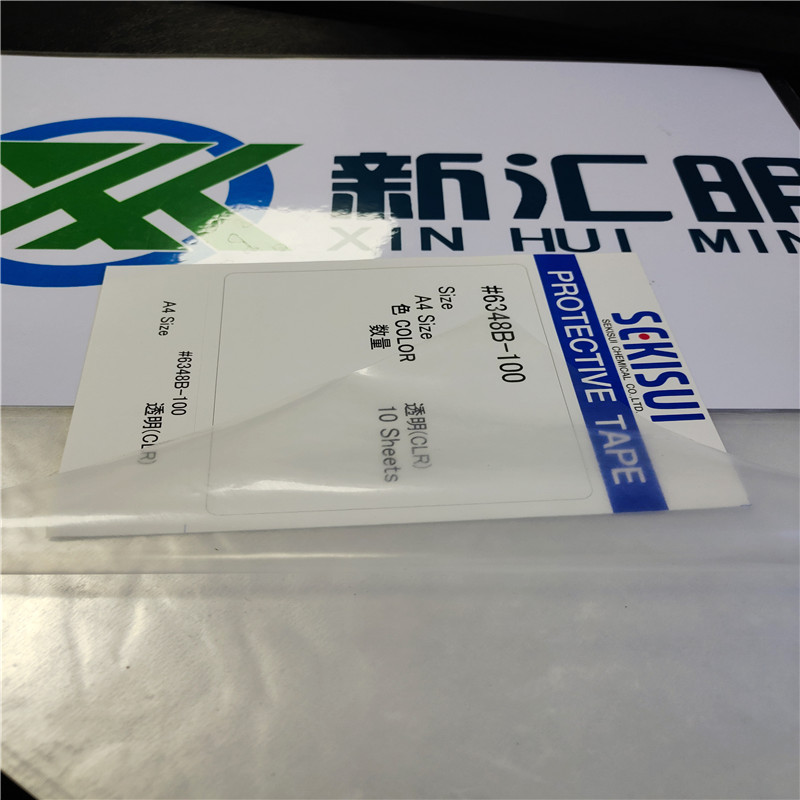 新汇明
XIN HUI MIN
SEKISUI
SEKISUI CHEMICAL CO.,LTD.
PROTECTIVE TAPE
#6348B-100
Size
A4 Size
色 COLOR
透明(CLR)
数量
10 Sheets
A4 Size
#6348B-100
透明(CLR)